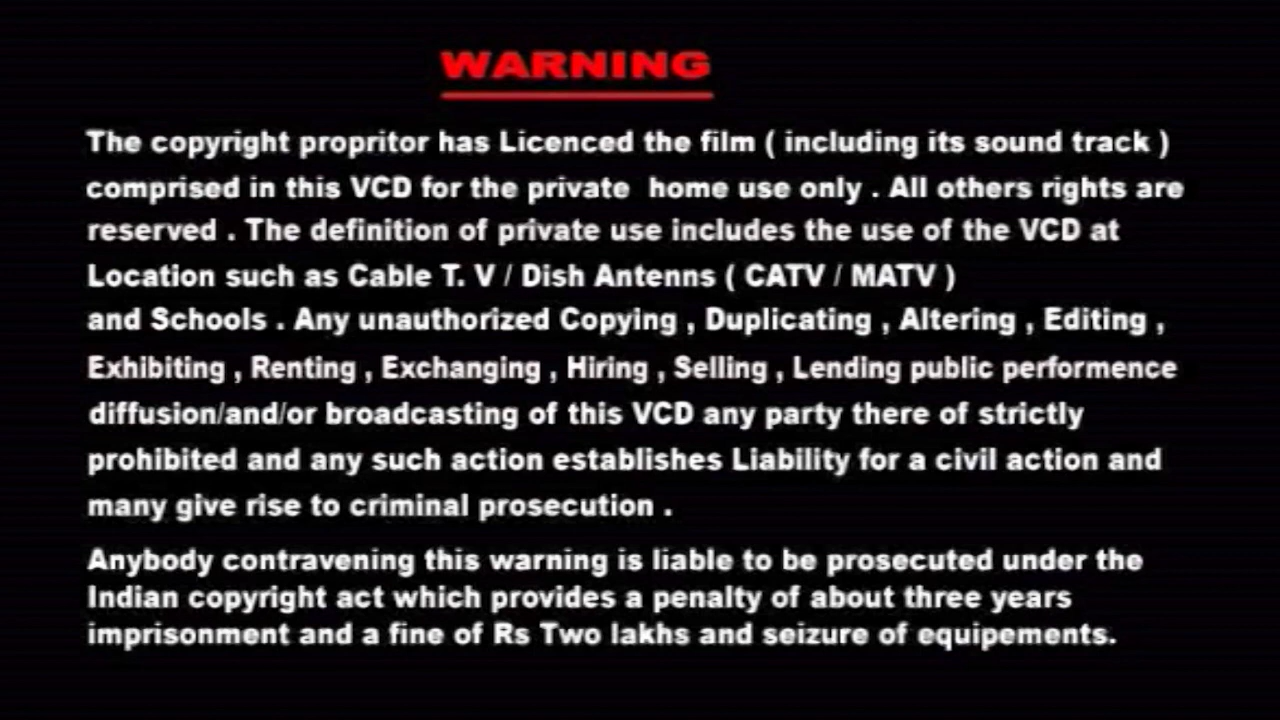 WARNING
The copyright propritor has Licenced the film ( including its sound track )
comprised in this VCD for the private home use only . All others rights are
reserved . The definition of private use includes the use of the VCD at
Location such as Cable T. V / Dish Antenns ( CATV / MATV )
and Schools . Any unauthorized Copying , Duplicating , Altering , Editing ,
Exhibiting , Renting , Exchanging , Hiring , Selling , Lending public performence
diffusion/and/or broadcasting of this VCD any party there of strictly
prohibited and any such action establishes Liability for a civil action and
many give rise to criminal prosecution .
Anybody contravening this warning is liable to be prosecuted under the
Indian copyright act which provides a penalty of about three years
imprisonment and a fine of Rs Two lakhs and seizure of equipements.